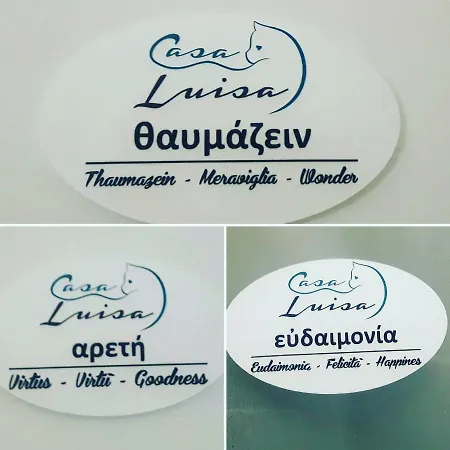 Casa
Luisa
θαυμάζειν
Thaumazein - Meraviglia - Wonder
Casa
Luisa
αρετή
Virtus - Virtù - Goodness
Casa
Luisa
εὐδαιμονία
Eudaimonia - Felicità - Happines